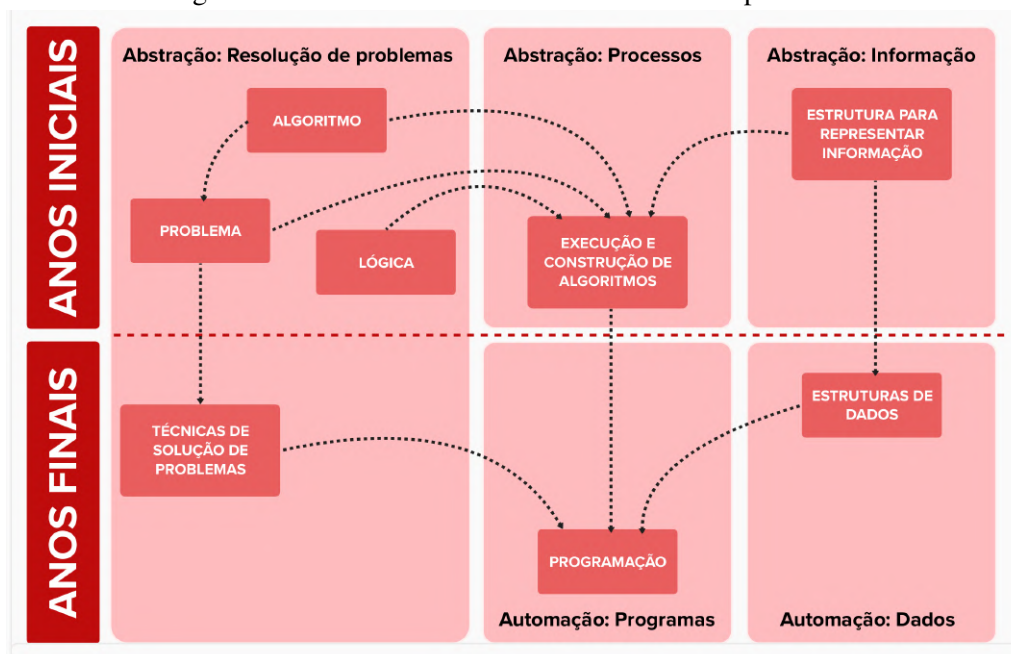 ANOS INICIAIS
Abstração: Resolução de problemas
Abstração: Processos
Abstração: Informação
ALGORITMO
ESTRUTURA PARA
REPRESENTAR
INFORMAÇÃO
PROBLEMA
LÓGICA
EXECUÇÃO E
CONSTRUÇÃO DE
ALGORITMOS
ANOS FINAIS
TÉCNICAS DE
SOLUÇÃO DE
PROBLEMAS
ESTRUTURAS DE
DADOS
PROGRAMAÇÃO
Automação: Programas
Automação: Dados